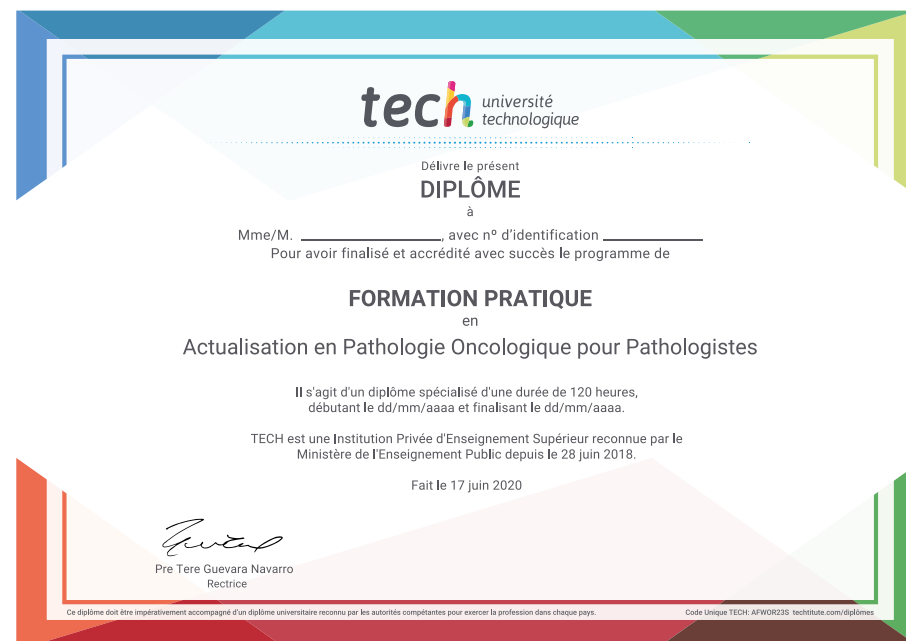 tech université
technologique
Délivre le présent
DIPLÔME
à
Mme/M. ____________________, avec nº d'identification ______________
Pour avoir finalisé et accrédité avec succès le programme de
FORMATION PRATIQUE
en
Actualisation en Pathologie Oncologique pour Pathologistes
Il s'agit d'un diplôme spécialisé d'une durée de 120 heures,
débutant le dd/mm/aaaa et finalisant le dd/mm/aaaa.
TECH est une Institution Privée d'Enseignement Supérieur reconnue par le
Ministère de l'Enseignement Public depuis le 28 juin 2018.
Fait le 17 juin 2020
Pre Tere Guevara Navarro
Rectrice
Ce diplôme doit être impérativement accompagné d'un diplôme universitaire reconnu par les autorités compétentes pour exercer la profession dans chaque pays.
Code Unique TECH: AFWOR23S techtitute.com/diplômes